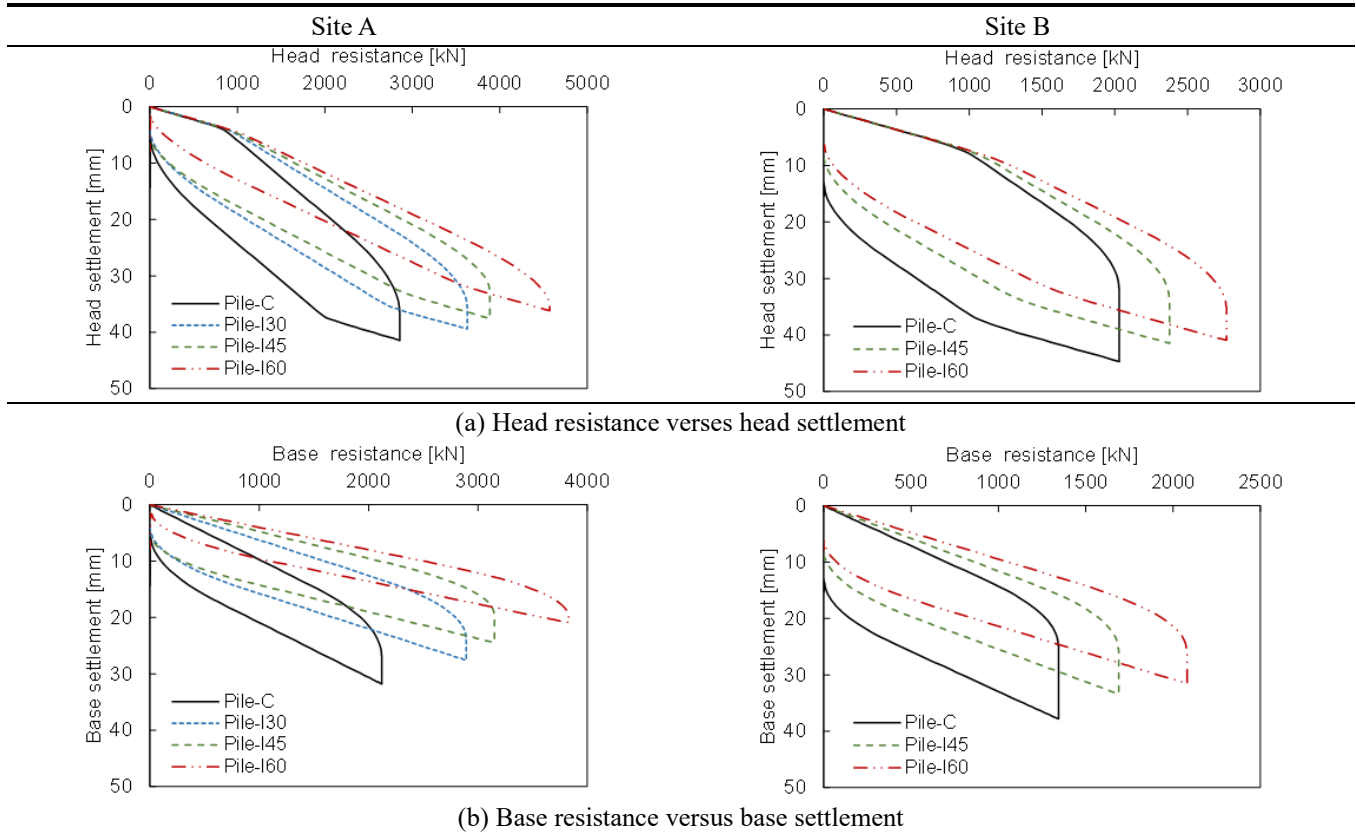 Site A
Site B
Head resistance [kN]
0 1000 2000 3000 4000 5000
Head settlement [mm]
0
10
20
30
40
50
Pile-C
Pile-I30
Pile-I45
Pile-I60
Head resistance [kN]
0 500 1000 1500 2000 2500 3000
Head settlement [mm]
0
10
20
30
40
50
Pile-C
Pile-I45
Pile-I60
(a) Head resistance verses head settlement
Base resistance [kN]
0 1000 2000 3000 4000
Base settlement [mm]
0
10
20
30
40
50
Pile-C
Pile-I30
Pile-I45
Pile-I60
Base resistance [kN]
0 500 1000 1500 2000 2500
Base settlement [mm]
0
10
20
30
40
50
Pile-C
Pile-I45
Pile-I60
(b) Base resistance versus base settlement